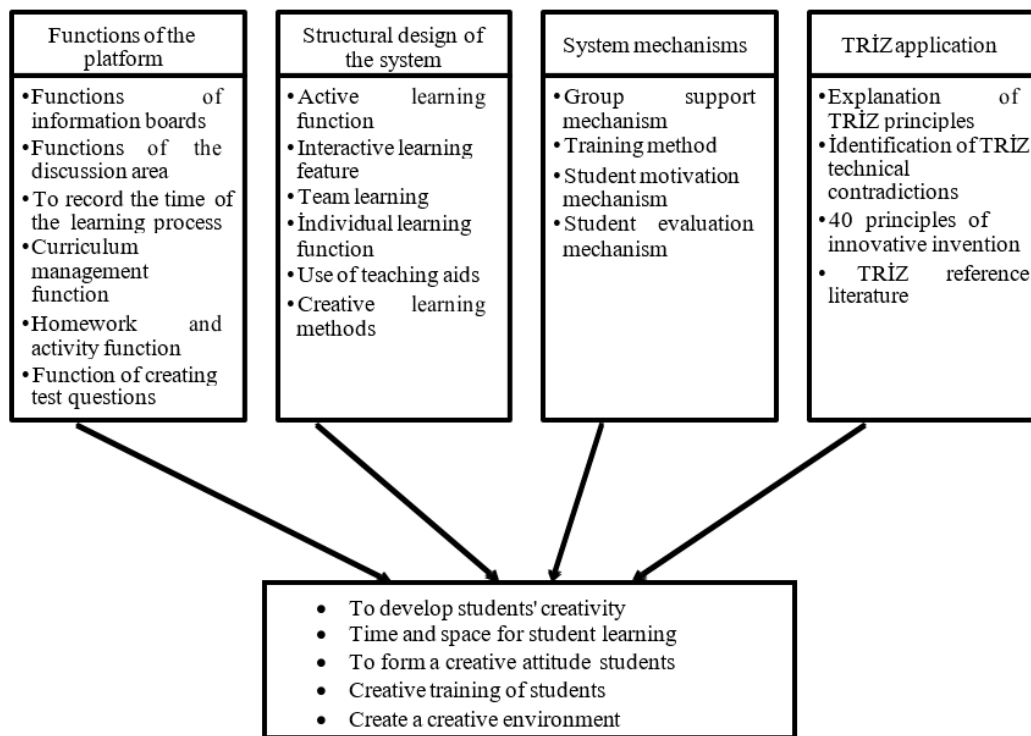 Functions of the
platform
•Functions of
information boards
•Functions of the
discussion area
•To record the time of
the learning process
•Curriculum
management
function
•Homework and
activity function
•Function of creating
test questions
Structural design of
the system
•Active learning
function
•Interactive learning
feature
•Team learning
•İndividual learning
function
•Use of teaching aids
•Creative learning
methods
System mechanisms
•Group support
mechanism
•Training method
•Student motivation
mechanism
•Student evaluation
mechanism
TRİZ application
•Explanation of
TRİZ principles
•İdentification of TRİZ
technical
contradictions
•40 principles of
innovative invention
• TRİZ reference
literature
• To develop students' creativity
• Time and space for student learning
• To form a creative attitude students
• Creative training of students
• Create a creative environment